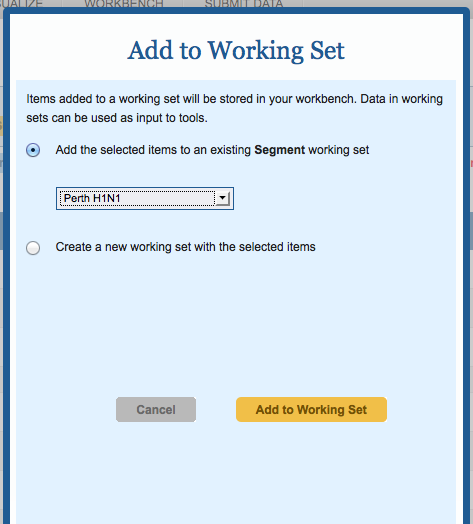 UALIZE WORKBENCH SUBMIT DATA
Add to Working Set
Items added to a working set will be stored in your workbench. Data in working
sets can be used as input to tools.
Add the selected items to an existing Segment working set
Perth H1N1
Create a new working set with the selected items
Cancel Add to Working Set